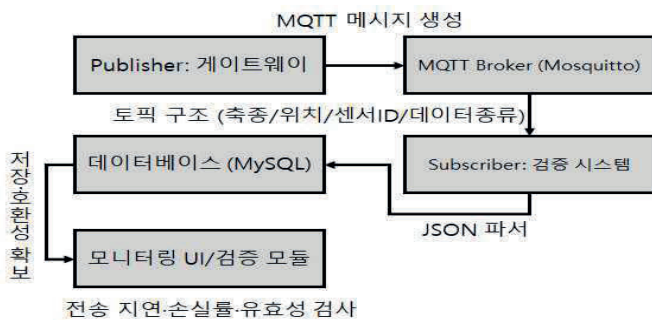 MQTT 메시지 생성
Publisher: 게이트웨이
MQTT Broker (Mosquitto)
토픽 구조 (축종/위치/센서ID/데이터종류)
데이터베이스 (MySQL)
Subscriber: 검증 시스템
저장·호환성 확보
JSON 파서
모니터링 UI/검증 모듈
전송 지연·손실률·유효성 검사